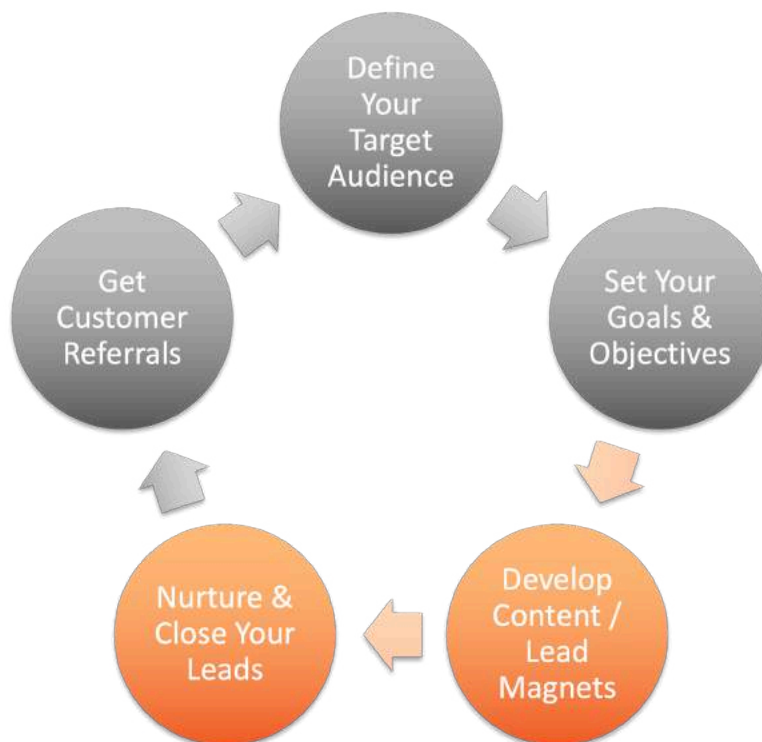 Define
Your
Target
Audience
Set Your
Goals &
Objectives
Develop
Content /
Lead
Magnets
Nurture &
Close Your
Leads
Get
Customer
Referrals